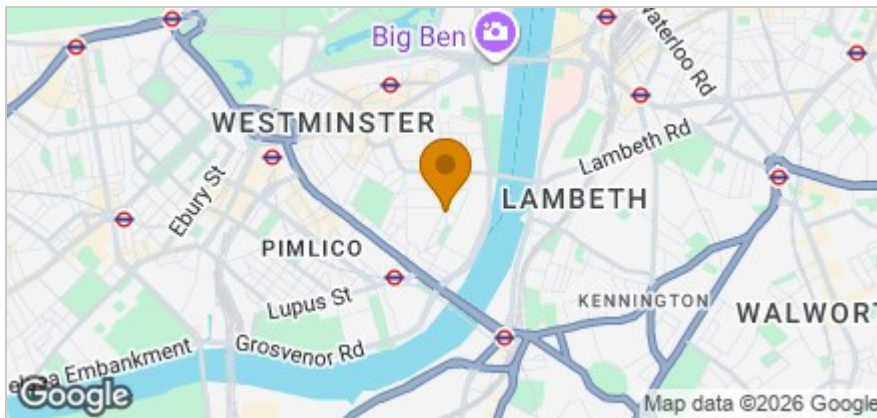 Big Ben
Waterloo Rd
WESTMINSTER
Lambeth Rd
Ebury St
LAMBETH
PIMLICO
Lupus St
KENNINGTON
WALWORT
Grosvenor Rd
elsea Embankment
Google
Map data ©2026 Google